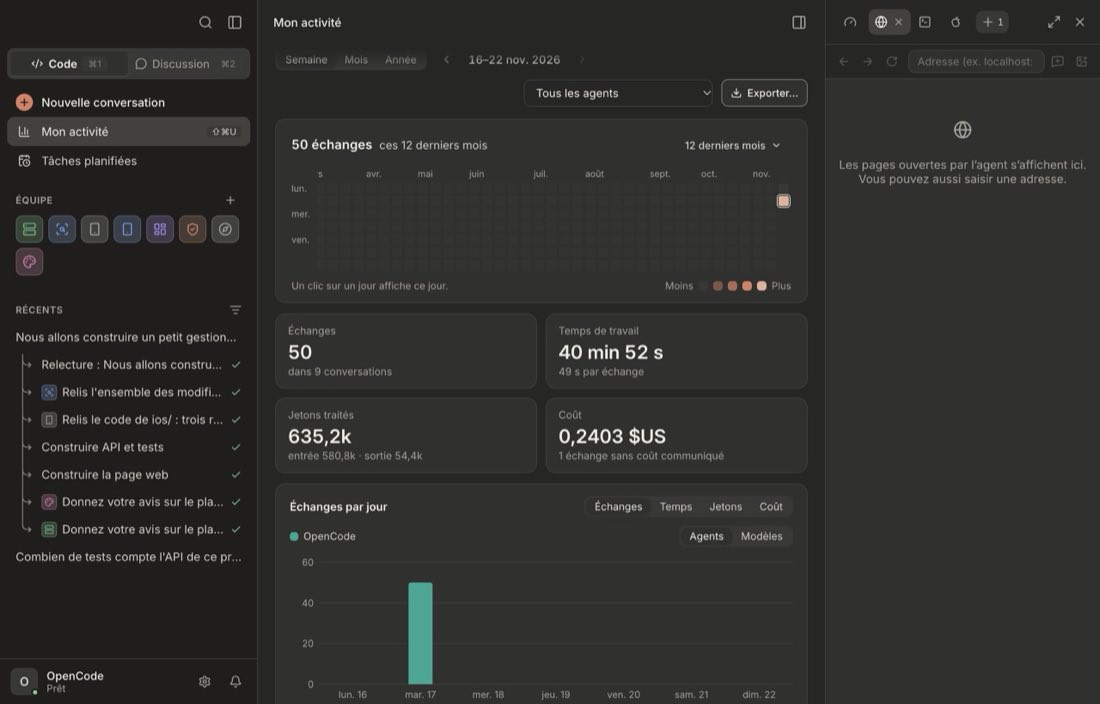 Code ⌘1
Discussion ⌘2
Nouvelle conversation
Mon activité ⇧⌘U
Tâches planifiées
ÉQUIPE
RÉCENTS
Nous allons construire un petit gestion...
Relecture : Nous allons constru...
Relis l'ensemble des modifi...
Relis le code de ios/ : trois r...
Construire API et tests
Construire la page web
Donnez votre avis sur le pla...
Donnez votre avis sur le pla...
Combien de tests compte l'API de ce pr...
O
OpenCode
Prêt
Mon activité
Semaine Mois Année
16–22 nov. 2026
Tous les agents
Exporter...
50 échanges ces 12 derniers mois
12 derniers mois
s avr. mai juin juil. août sept. oct. nov.
lun.
mer.
ven.
Un clic sur un jour affiche ce jour.
Moins Plus
Échanges
50
dans 9 conversations
Temps de travail
40 min 52 s
49 s par échange
Jetons traités
635,2k
entrée 580,8k · sortie 54,4k
Coût
0,2403 $US
1 échange sans coût communiqué
Échanges par jour
Échanges Temps Jetons Coût
OpenCode
Agents Modèles
60
40
20
0
lun. 16 mar. 17 mer. 18 jeu. 19 ven. 20 sam. 21 dim. 22
+ 1
Adresse (ex. localhost:
Les pages ouvertes par l'agent s'affichent ici.
Vous pouvez aussi saisir une adresse.